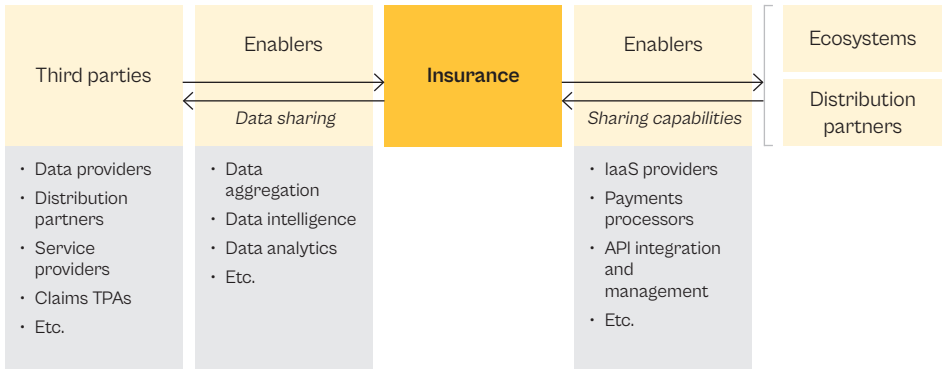 Third parties
Enablers
Data sharing
Insurance
Enablers
Sharing capabilities
Ecosystems
Distribution
partners
• Data providers
• Distribution
partners
• Service
providers
• Claims TPAs
• Etc.
• Data
aggregation
• Data intelligence
• Data analytics
• Etc.
• IaaS providers
• Payments
processors
• API integration
and
management
• Etc.